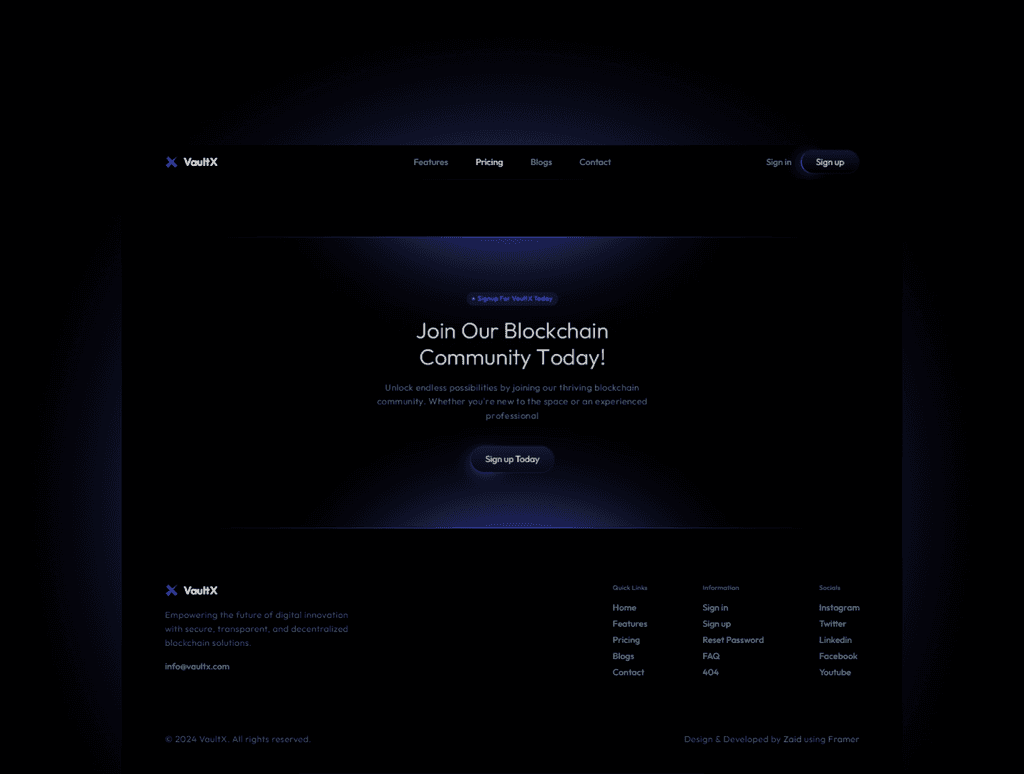 VaultX
Features Pricing Blogs Contact
Sign in Sign up
Signup For VaultX Today
Join Our Blockchain
Community Today!
Unlock endless possibilities by joining our thriving blockchain
community. Whether you're new to the space or an experienced
professional
Sign up Today
VaultX
Empowering the future of digital innovation
with secure, transparent, and decentralized
blockchain solutions.
info@vaultx.com
Quick Links
Home
Features
Pricing
Blogs
Contact
Information
Sign in
Sign up
Reset Password
FAQ
404
Socials
Instagram
Twitter
Linkedin
Facebook
Youtube
© 2024 VaultX. All rights reserved.
Design & Developed by Zaid using Framer